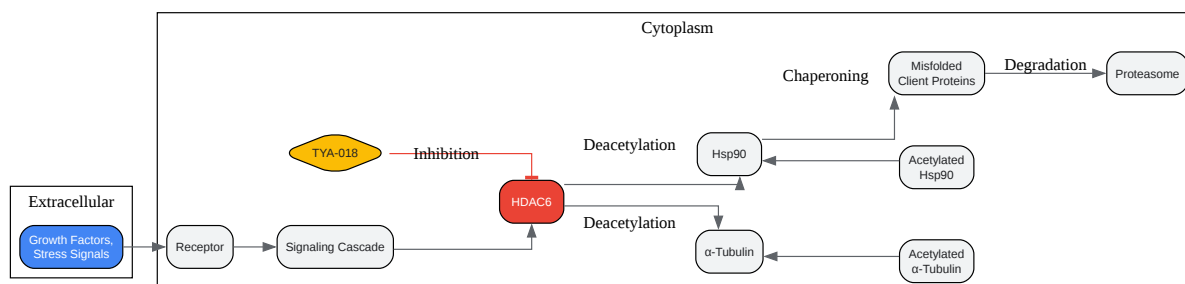 Cytoplasm
Misfolded
Client Proteins
Degradation
Proteasome
Chaperoning
TYA-018
Inhibition
Deacetylation
Hsp90
Acetylated
Hsp90
HDAC6
Extracellular
Growth Factors,
Stress Signals
Receptor
Signaling Cascade
Deacetylation
α-Tubulin
Acetylated
α-Tubulin